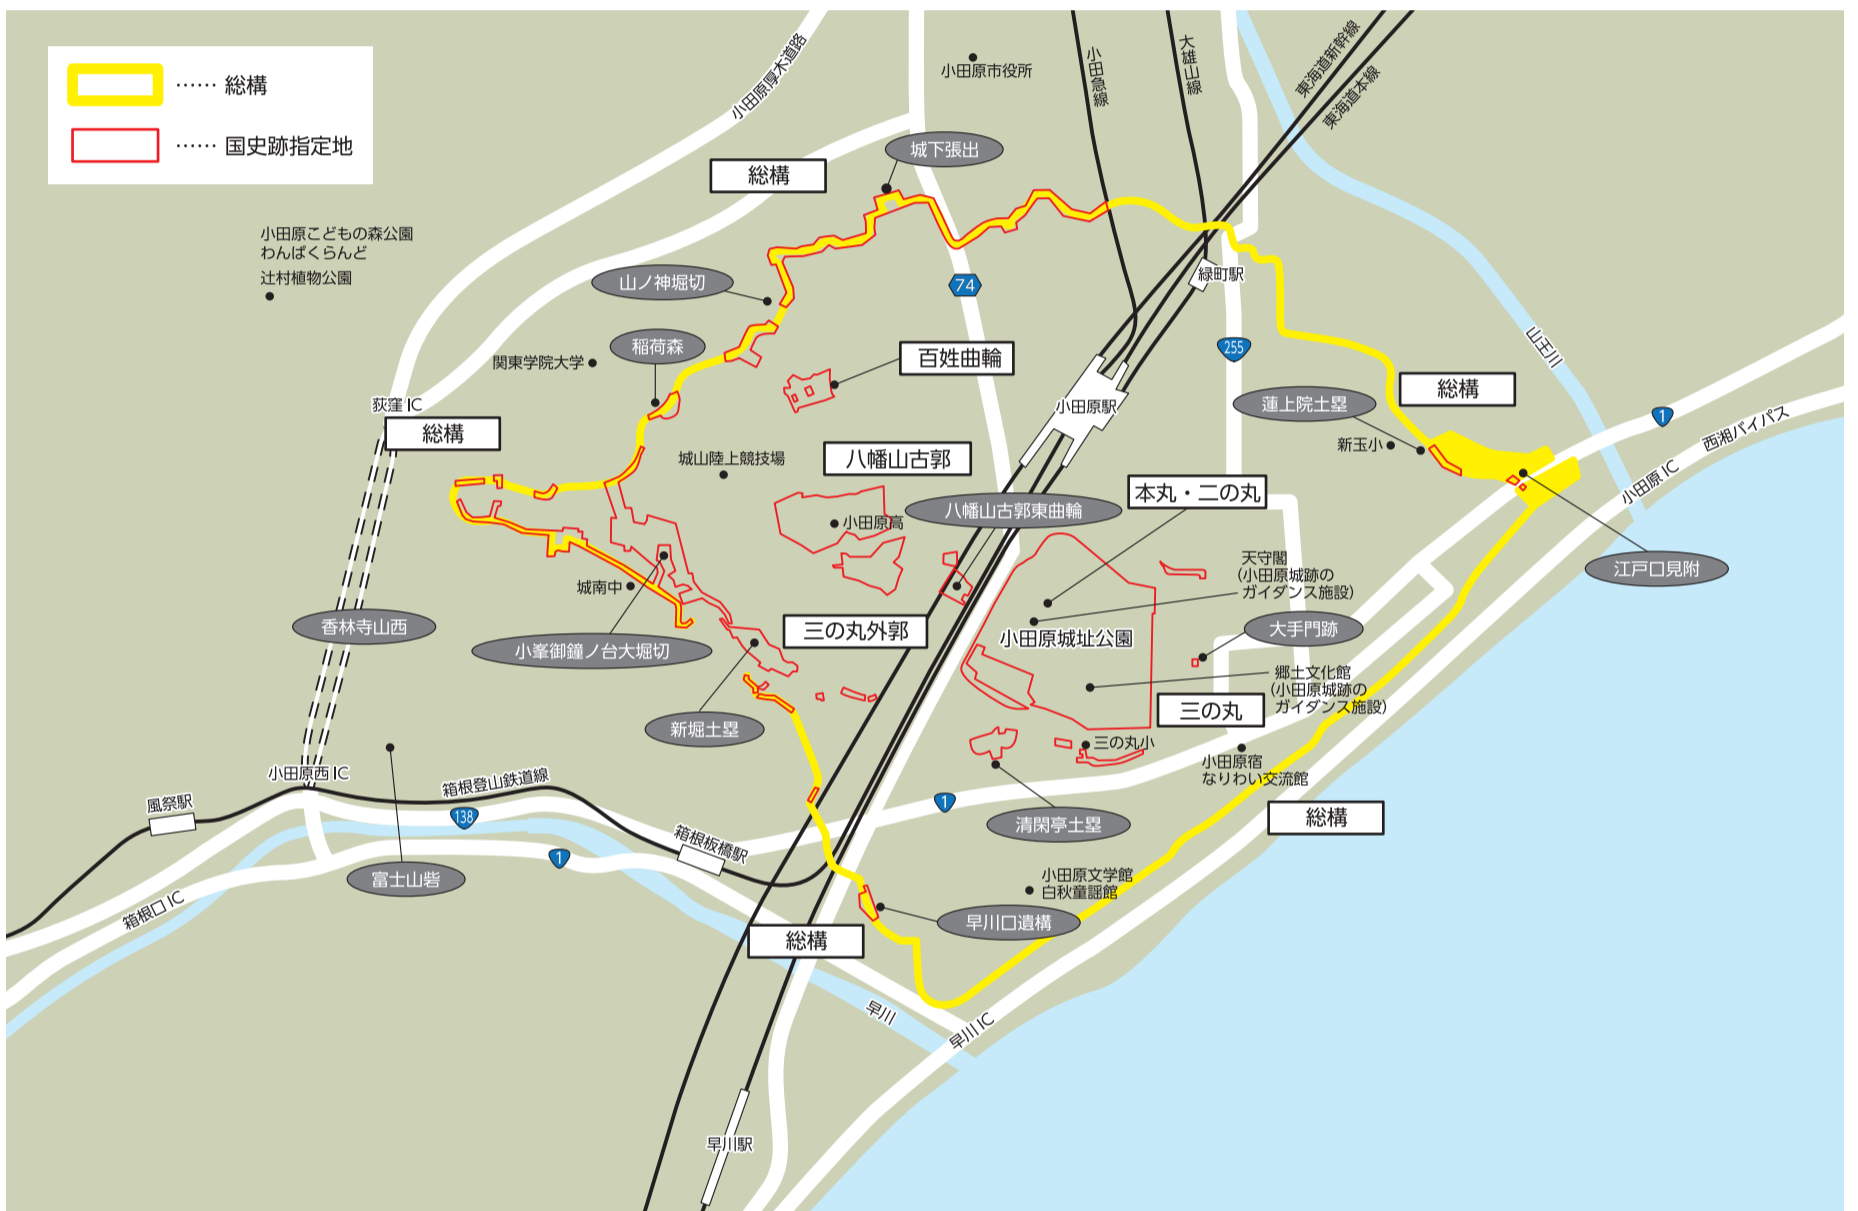 …… 総構
…… 国史跡指定地
小田原厚木道路
小田原市役所
小田急線
大雄山線
東海道新幹線
東海道本線
城下張出
総構
小田原こどもの森公園
わんぱくらんど
辻村植物公園
山ノ神堀切
74
緑町駅
稲荷森
関東学院大学
百姓曲輪
255
山王川
荻窪 IC
総構
小田原駅
総構
蓮上院土塁
新玉小
1
西湘バイパス
小田原 IC
城山陸上競技場
八幡山古郭
本丸・二の丸
八幡山古郭東曲輪
小田原高
天守閣
(小田原城跡の
ガイダンス施設)
江戸口見附
城南中
香林寺山西
小峯御鐘ノ台大堀切
三の丸外郭
小田原城址公園
大手門跡
郷土文化館
(小田原城跡の
ガイダンス施設)
三の丸
新堀土塁
三の丸小
小田原宿
なりわい交流館
小田原西 IC
箱根登山鉄道線
風祭駅
138
1
清閑亭土塁
総構
箱根板橋駅
1
富士山砦
箱根口 IC
小田原文学館
白秋童謡館
早川口遺構
総構
早川
早川 IC
早川駅